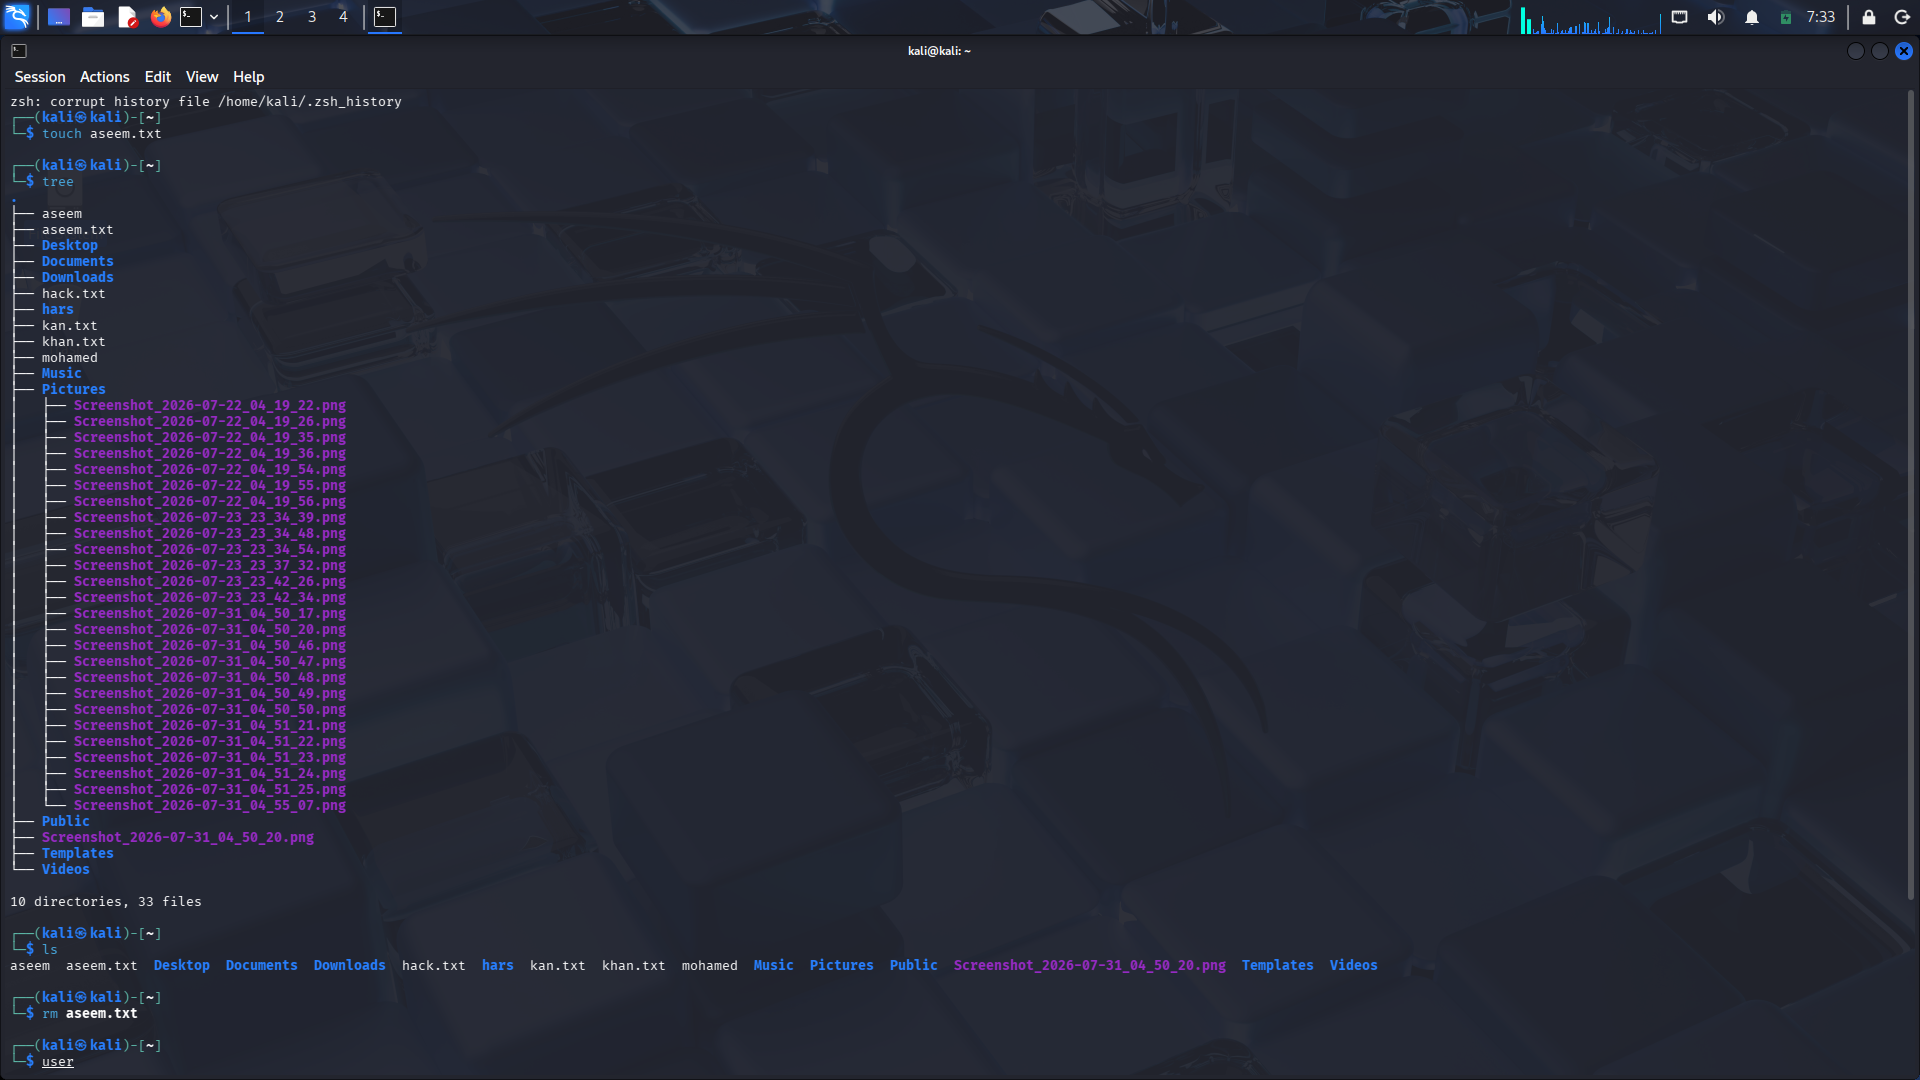 1 2 3 4 7:33
kali@kali: ~
Session Actions Edit View Help
zsh: corrupt history file /home/kali/.zsh_history
┌──(kali㉿kali)-[~]
└─$ touch aseem.txt
┌──(kali㉿kali)-[~]
└─$ tree
.
├── aseem
├── aseem.txt
├── Desktop
├── Documents
├── Downloads
├── hack.txt
├── hars
├── kan.txt
├── khan.txt
├── mohamed
├── Music
├── Pictures
│   ├── Screenshot_2026-07-22_04_19_22.png
│   ├── Screenshot_2026-07-22_04_19_26.png
│   ├── Screenshot_2026-07-22_04_19_35.png
│   ├── Screenshot_2026-07-22_04_19_36.png
│   ├── Screenshot_2026-07-22_04_19_54.png
│   ├── Screenshot_2026-07-22_04_19_55.png
│   ├── Screenshot_2026-07-22_04_19_56.png
│   ├── Screenshot_2026-07-23_23_34_39.png
│   ├── Screenshot_2026-07-23_23_34_48.png
│   ├── Screenshot_2026-07-23_23_34_54.png
│   ├── Screenshot_2026-07-23_23_37_32.png
│   ├── Screenshot_2026-07-23_23_42_26.png
│   ├── Screenshot_2026-07-23_23_42_34.png
│   ├── Screenshot_2026-07-31_04_50_17.png
│   ├── Screenshot_2026-07-31_04_50_20.png
│   ├── Screenshot_2026-07-31_04_50_46.png
│   ├── Screenshot_2026-07-31_04_50_47.png
│   ├── Screenshot_2026-07-31_04_50_48.png
│   ├── Screenshot_2026-07-31_04_50_49.png
│   ├── Screenshot_2026-07-31_04_50_50.png
│   ├── Screenshot_2026-07-31_04_51_21.png
│   ├── Screenshot_2026-07-31_04_51_22.png
│   ├── Screenshot_2026-07-31_04_51_23.png
│   ├── Screenshot_2026-07-31_04_51_24.png
│   ├── Screenshot_2026-07-31_04_51_25.png
│   └── Screenshot_2026-07-31_04_55_07.png
├── Public
├── Screenshot_2026-07-31_04_50_20.png
├── Templates
└── Videos
10 directories, 33 files
┌──(kali㉿kali)-[~]
└─$ ls
aseem aseem.txt Desktop Documents Downloads hack.txt hars kan.txt khan.txt mohamed Music Pictures Public Screenshot_2026-07-31_04_50_20.png Templates Videos
┌──(kali㉿kali)-[~]
└─$ rm aseem.txt
┌──(kali㉿kali)-[~]
└─$ user